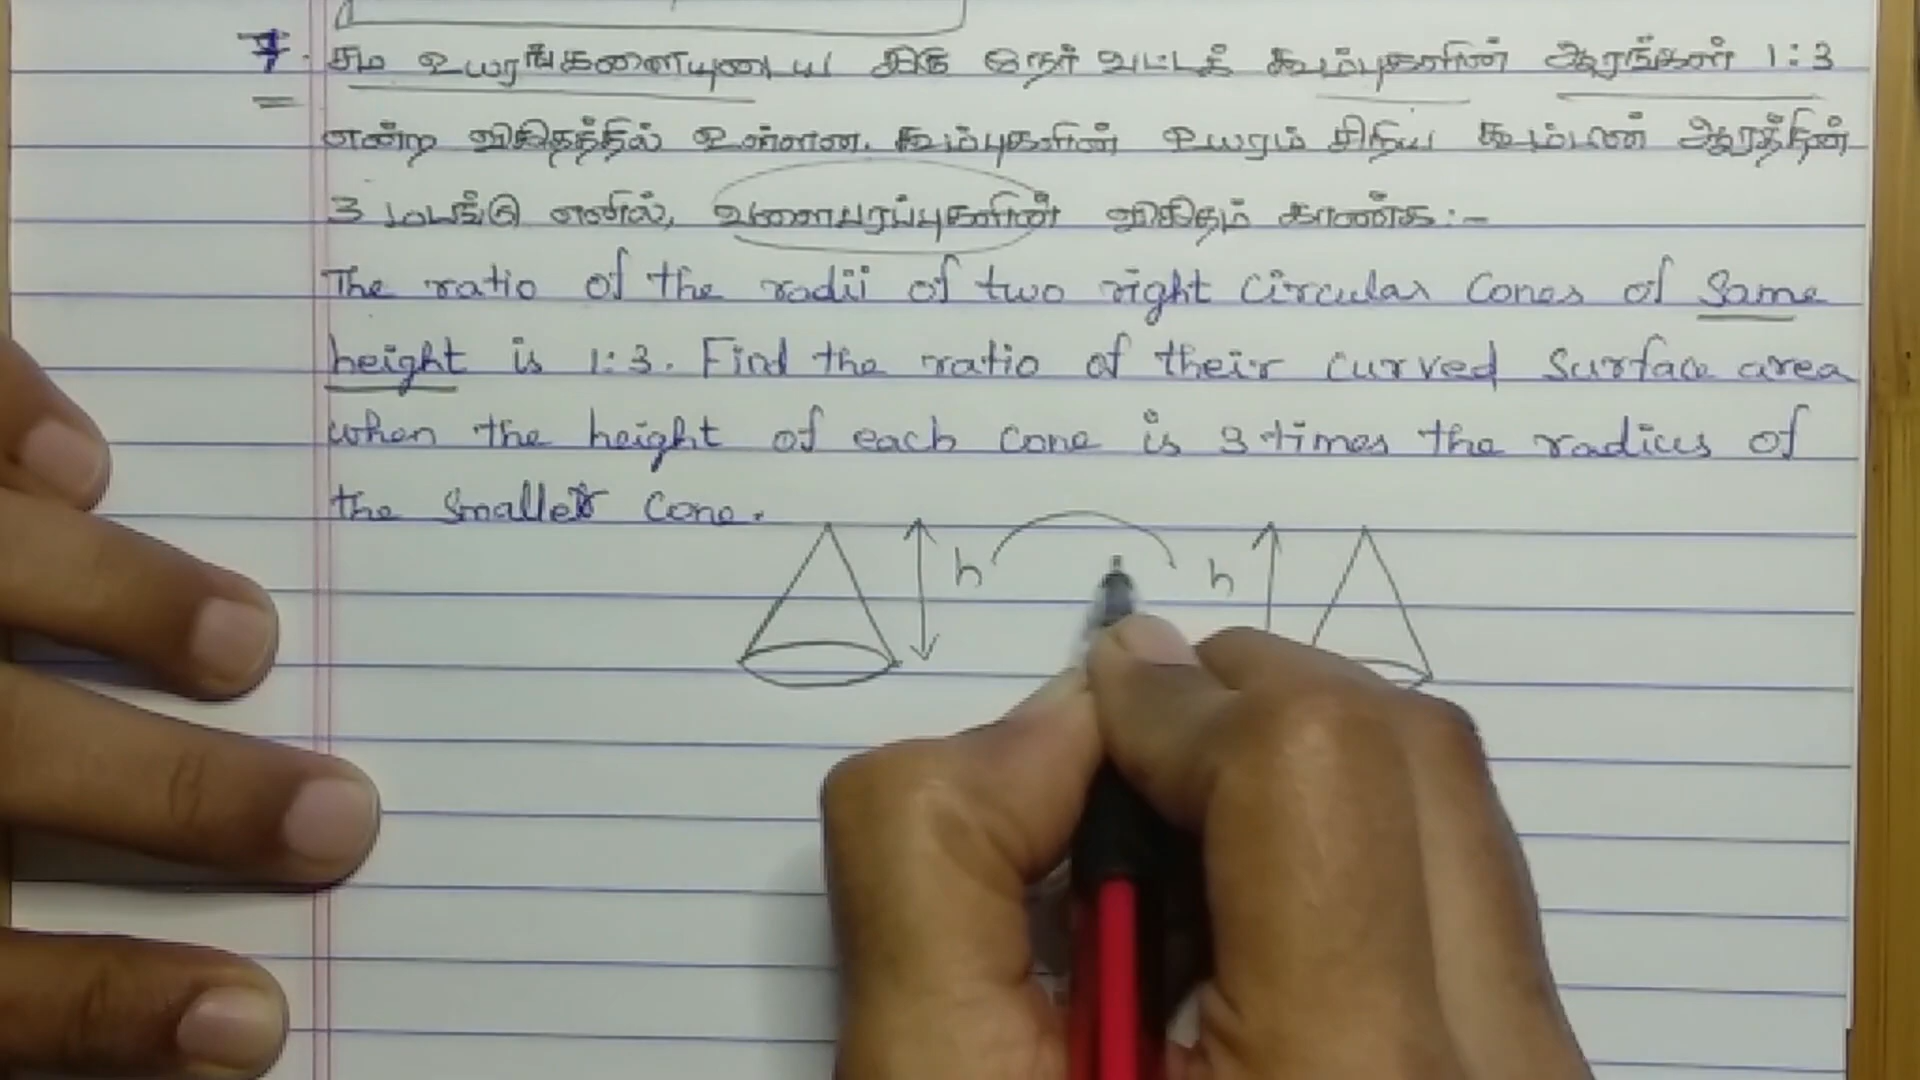 7. சம உயரங்களையுடைய இரு நேர் வட்டக் கூம்புகளின் ஆரங்கள் 1:3
என்ற விகிதத்தில் உள்ளன. கூம்புகளின் உயரம் சிறிய கூம்பின் ஆரத்தின்
3 மடங்கு எனில், வளைபரப்புகளின் விகிதம் காண்க:-
The ratio of the radii of two right circular cones of same
height is 1:3. Find the ratio of their curved surface area
when the height of each cone is 3 times the radius of
the smaller cone.
h h